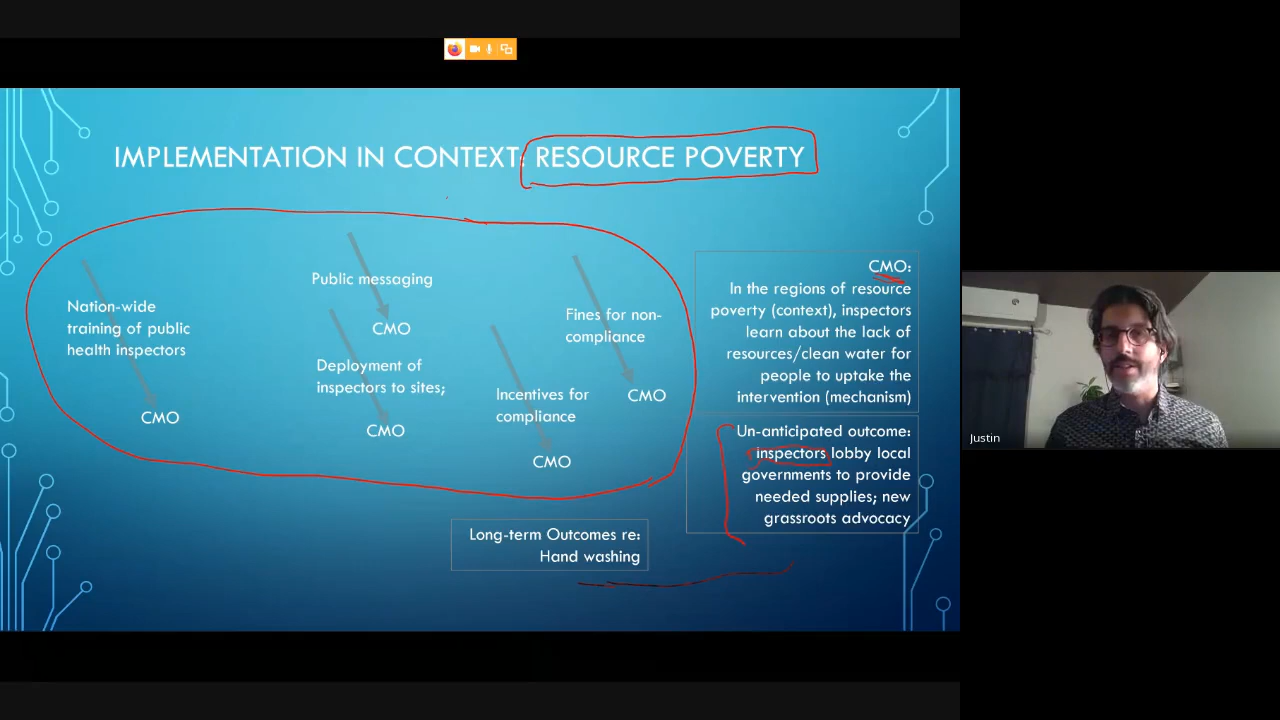 IMPLEMENTATION IN CONTEXT: RESOURCE POVERTY
Nation-wide
training of public
health inspectors
CMO
Public messaging
CMO
Deployment of
inspectors to sites;
CMO
Incentives for
compliance
CMO
Fines for non-
compliance
CMO
CMO:
In the regions of resource
poverty (context), inspectors
learn about the lack of
resources/clean water for
people to uptake the
intervention (mechanism)
Un-anticipated outcome:
inspectors lobby local
governments to provide
needed supplies; new
grassroots advocacy
Long-term Outcomes re:
Hand washing
Justin